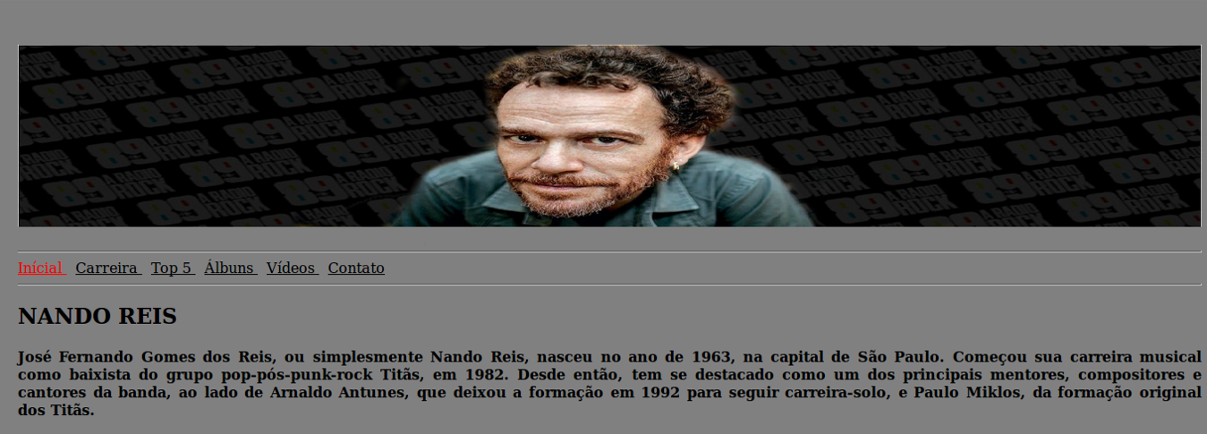 Inícial Carreira Top 5 Álbuns Vídeos Contato
NANDO REIS
José Fernando Gomes dos Reis, ou simplesmente Nando Reis, nasceu no ano de 1963, na capital de São Paulo. Começou sua carreira musical
como baixista do grupo pop-pós-punk-rock Titãs, em 1982. Desde então, tem se destacado como um dos principais mentores, compositores e
cantores da banda, ao lado de Arnaldo Antunes, que deixou a formação em 1992 para seguir carreira-solo, e Paulo Miklos, da formação original
dos Titãs.